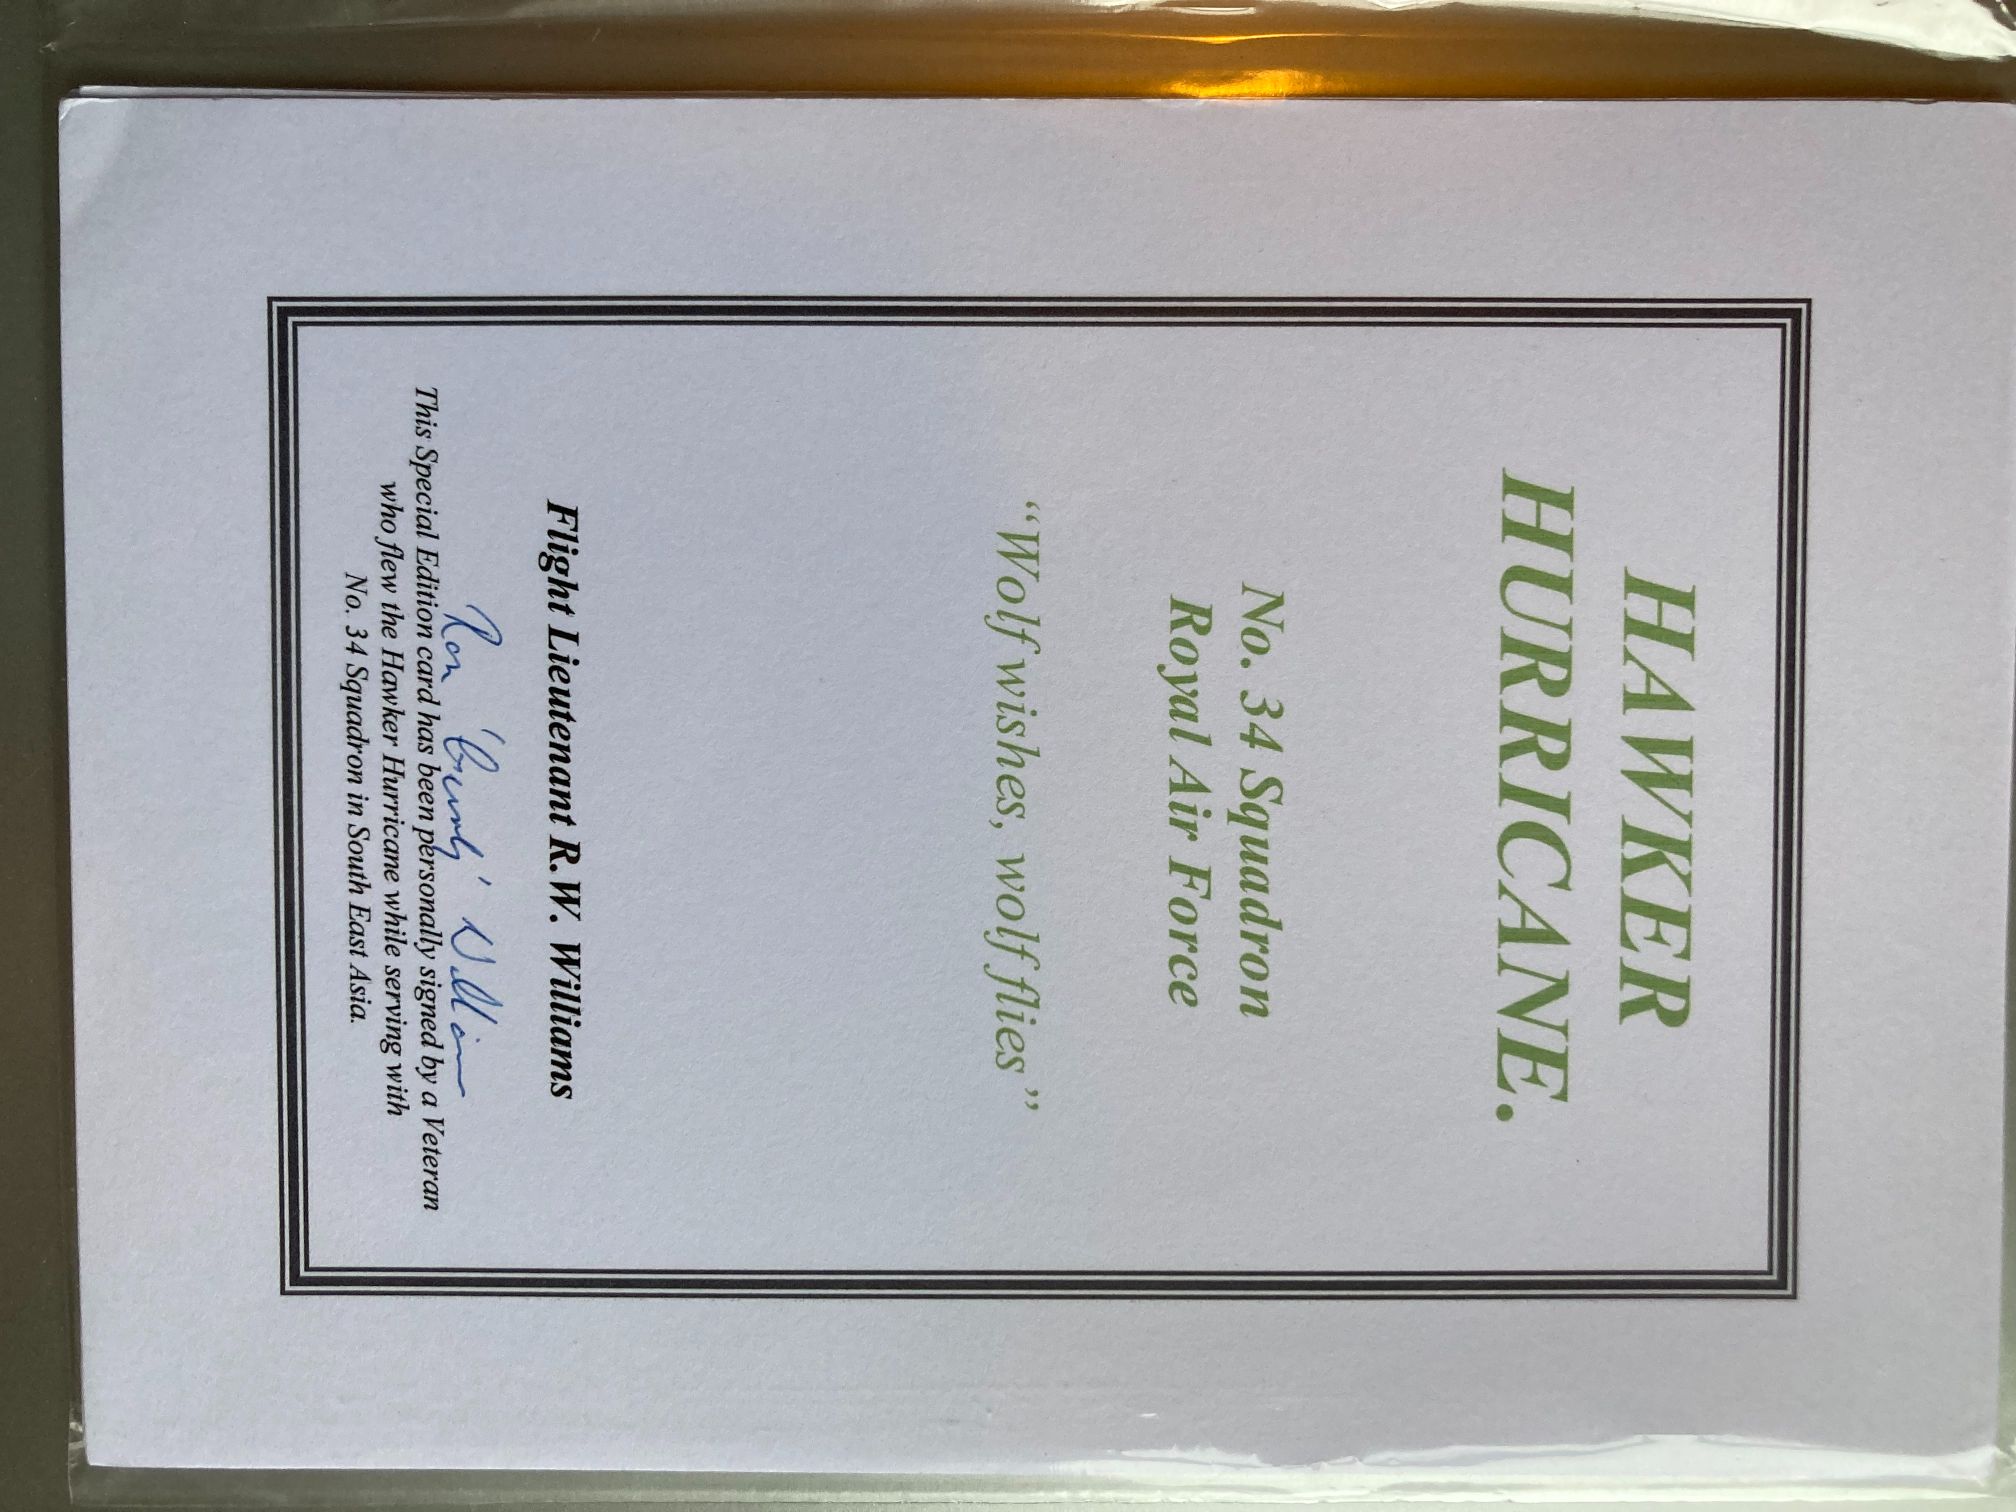 HAWKER
HURRICANE.
No. 34 Squadron
Royal Air Force
“Wolf wishes, wolf flies”
Flight Lieutenant R.W. Williams
Ron Williams
This Special Edition card has been personally signed by a Veteran
who flew the Hawker Hurricane while serving with
No. 34 Squadron in South East Asia.